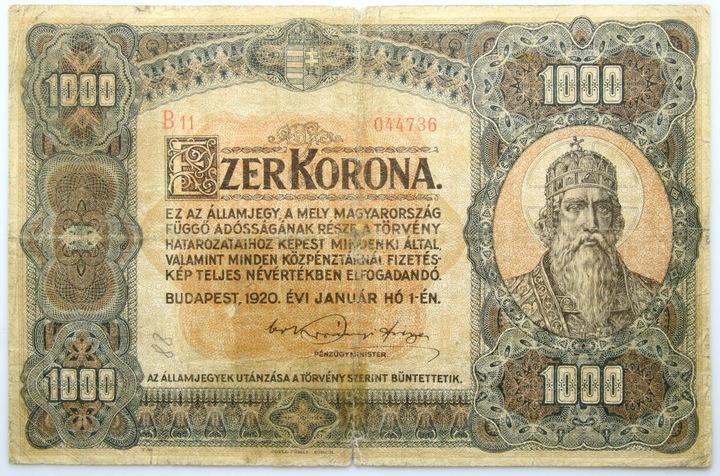 1000
1000
B 11
044736
EZER KORONA.
EZ AZ ÁLLAMJEGY, A MELY MAGYARORSZÁG
FÜGGŐ ADÓSSÁGÁNAK RÉSZE, A TÖRVÉNY
HATÁROZATAIHOZ KÉPEST MINDENKI ÁLTAL,
VALAMINT MINDEN KÖZPÉNZTÁRNÁL FIZETÉS-
KÉP TELJES NÉVÉRTÉKBEN ELFOGADANDÓ.
BUDAPEST, 1920. ÉVI JANUÁR HÓ 1-ÉN.
PÉNZÜGYMINISTER.
88
AZ ÁLLAMJEGYEK UTÁNZÁSA A TÖRVÉNY SZERINT BÜNTETTETIK.
1000
1000